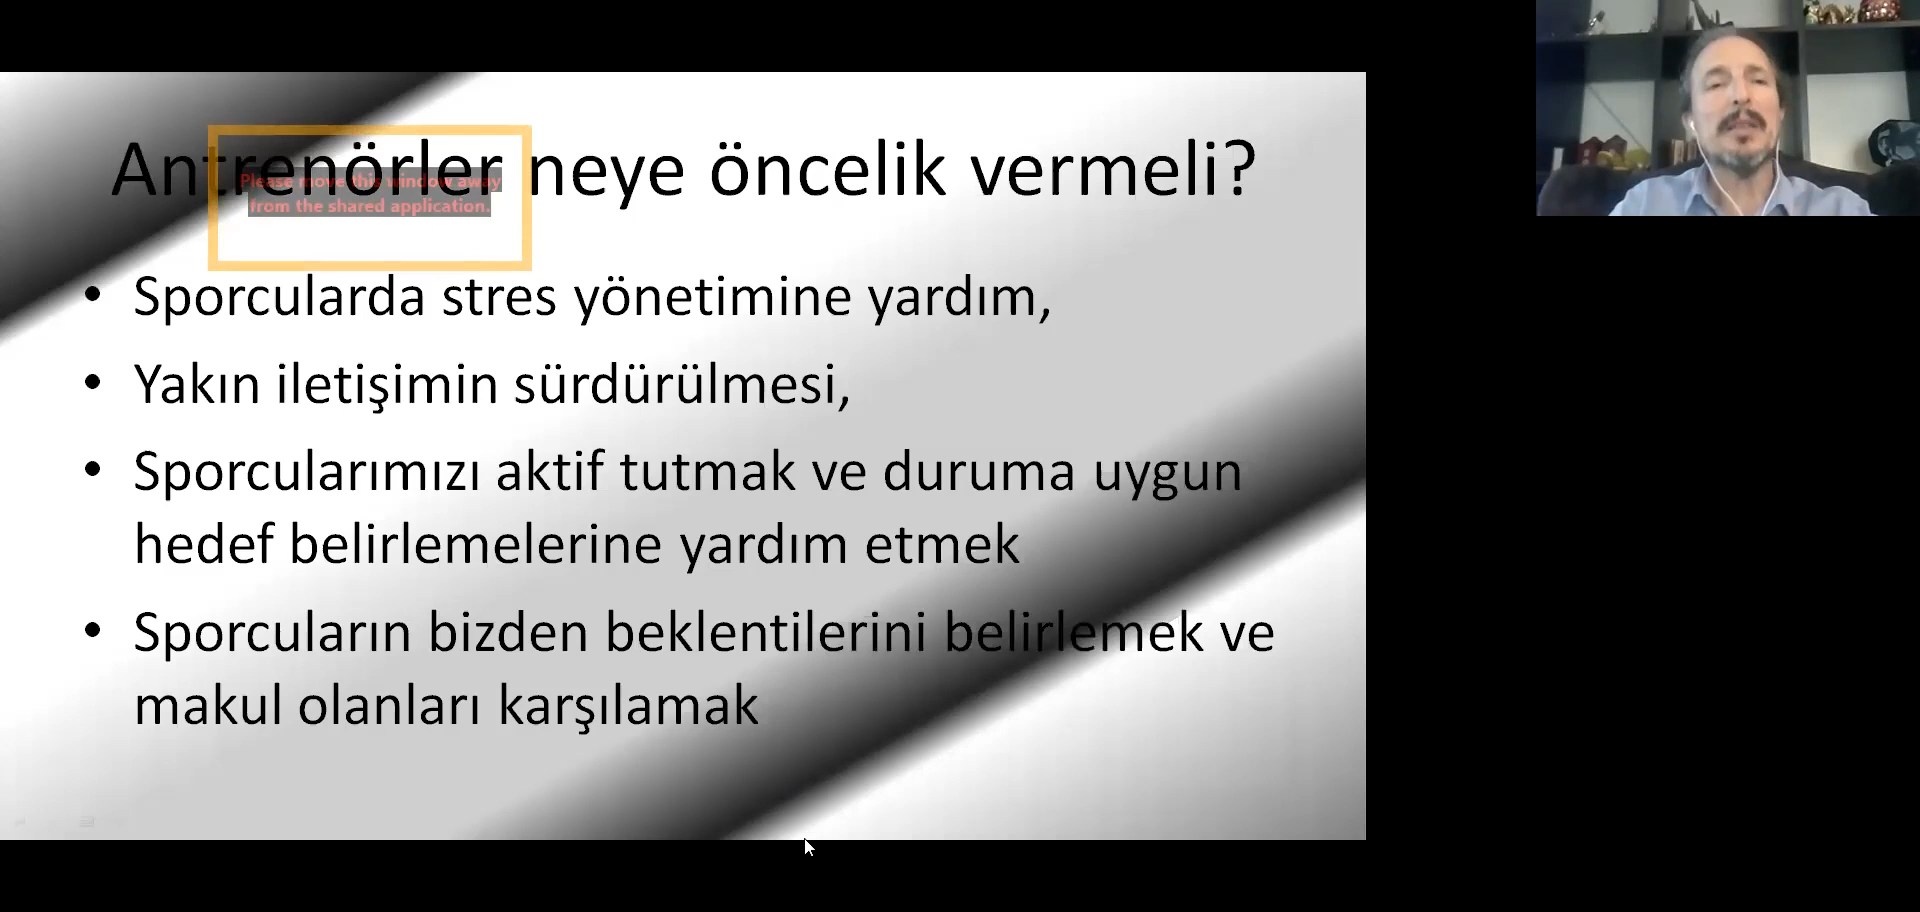 Antrenörler neye öncelik vermeli?
Please move this window away
from the shared application.
• Sporcularda stres yönetimine yardım,
• Yakın iletişimin sürdürülmesi,
• Sporcularımızı aktif tutmak ve duruma uygun
hedef belirlemelerine yardım etmek
• Sporcuların bizden beklentilerini belirlemek ve
makul olanları karşılamak